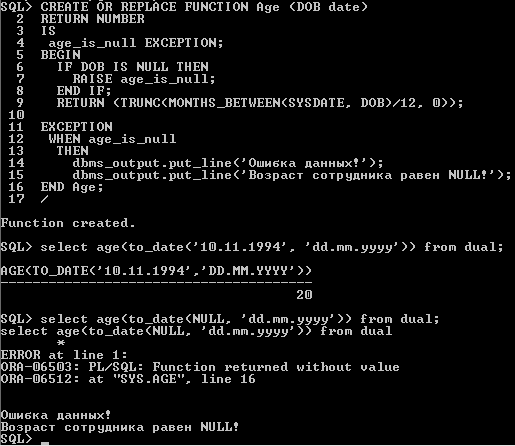 SQL> CREATE OR REPLACE FUNCTION Age (DOB date)
  2  RETURN NUMBER
  3  IS
  4   age_is_null EXCEPTION;
  5  BEGIN
  6    IF DOB IS NULL THEN
  7      RAISE age_is_null;
  8    END IF;
  9    RETURN (TRUNC(MONTHS_BETWEEN(SYSDATE, DOB)/12, 0));
 10
 11  EXCEPTION
 12   WHEN age_is_null
 13    THEN
 14      dbms_output.put_line('Ошибка данных!');
 15      dbms_output.put_line('Возраст сотрудника равен NULL!');
 16  END Age;
 17  /
Function created.
SQL> select age(to_date('10.11.1994', 'dd.mm.yyyy')) from dual;
AGE(TO_DATE('10.11.1994','DD.MM.YYYY'))
---------------------------------------
                                     20
SQL> select age(to_date(NULL, 'dd.mm.yyyy')) from dual;
select age(to_date(NULL, 'dd.mm.yyyy')) from dual
       *
ERROR at line 1:
ORA-06503: PL/SQL: Function returned without value
ORA-06512: at "SYS.AGE", line 16
Ошибка данных!
Возраст сотрудника равен NULL!
SQL> _